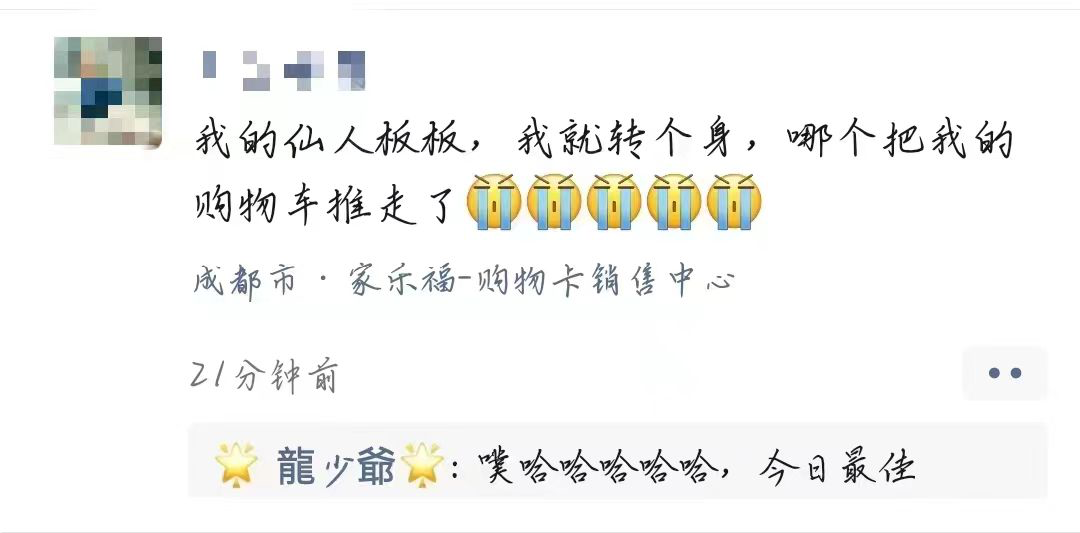 我的仙人板板，我就转个身，哪个把我的
购物车推走了😭😭😭😭😭
成都市·家乐福-购物卡销售中心
21分钟前
🌟龍少爺🌟：噗哈哈哈哈哈，今日最佳